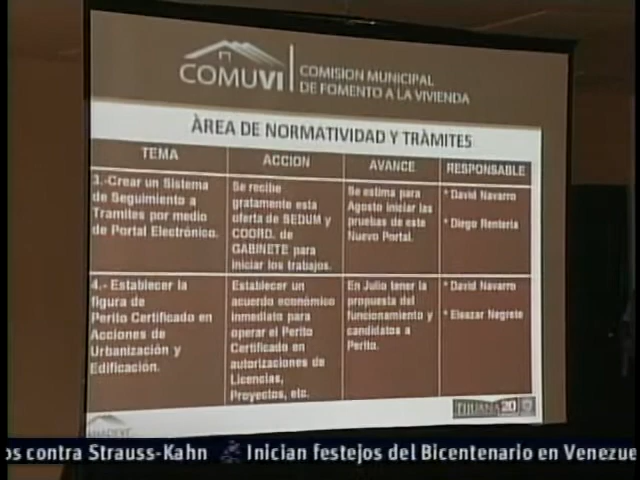 COMUVI
COMISION MUNICIPAL
DE FOMENTO A LA VIVIENDA
ÀREA DE NORMATIVIDAD Y TRÀMITES
TEMA
ACCION
AVANCE
RESPONSABLE
3.-Crear un Sistema
de Seguimiento a
Tramites por medio
de Portal Electrónico.
Se recibe
gratamente esta
oferta de SEDUM y
COORD. de
GABINETE para
iniciar los trabajos.
Se estima para
Agosto iniciar las
pruebas de este
Nuevo Portal.
* David Navarro
* Diego Rentería
4.- Establecer la
figura de
Perito Certificado en
Acciones de
Urbanización y
Edificación.
Establecer un
acuerdo económico
inmediato para
operar el Perito
Certificado en
autorizaciones de
Licencias,
Proyectos, etc.
En Julio tener la
propuesta del
funcionamiento y
candidatos a
Perito.
* David Navarro
* Eleazar Negrete
TIJUANA 2.0
os contra Strauss-Kahn
Inician festejos del Bicentenario en Venezue